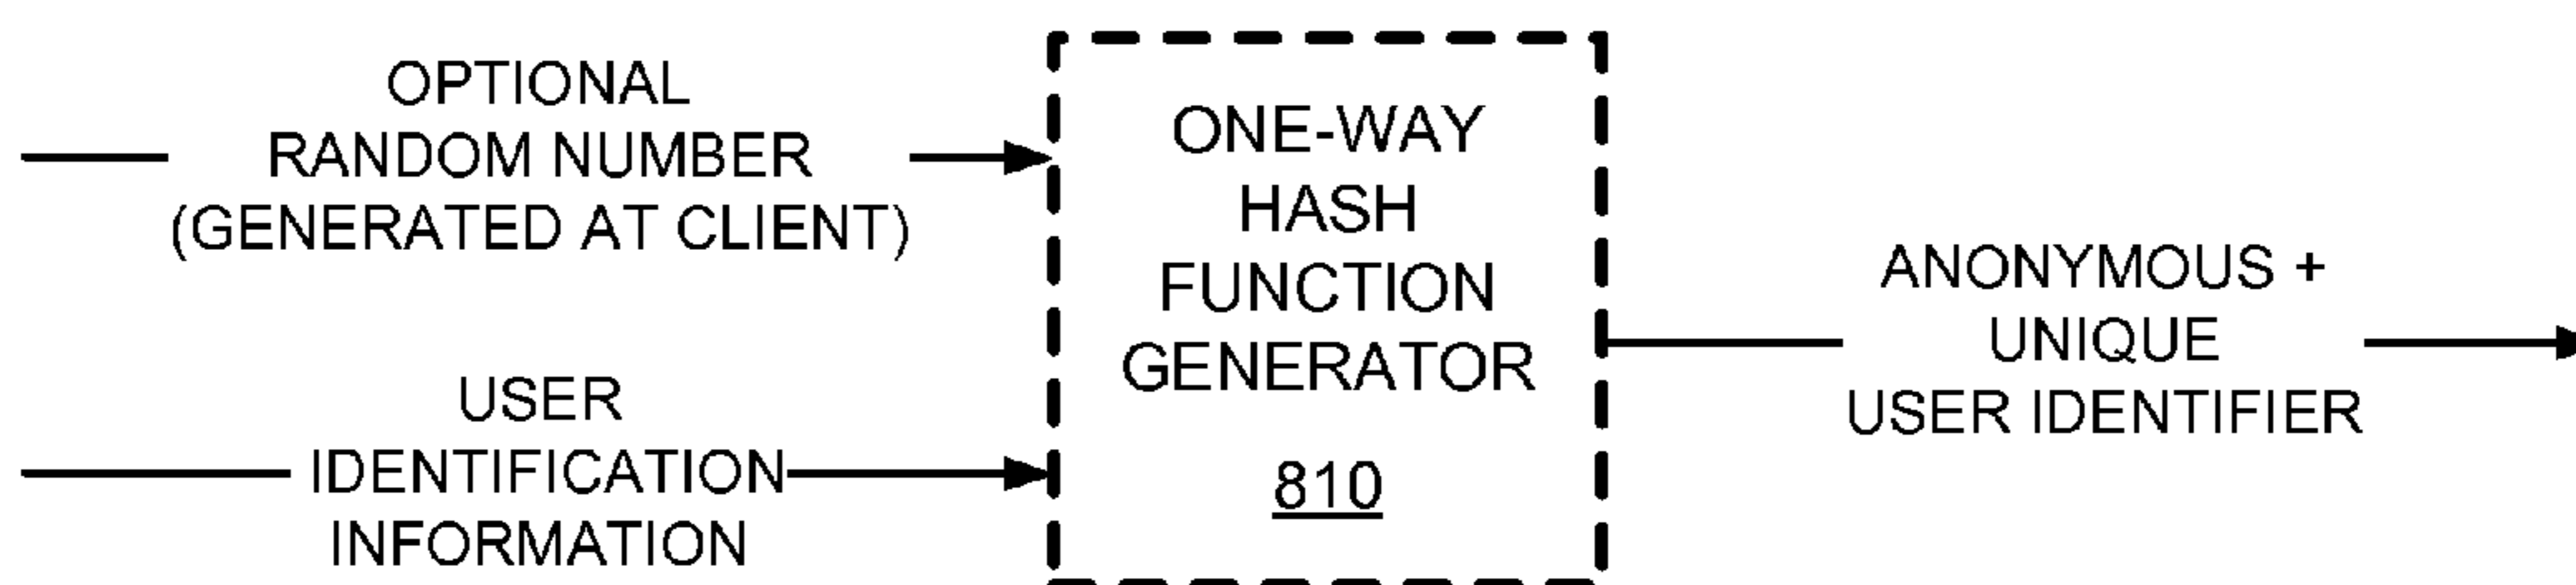 OPTIONAL
RANDOM NUMBER
(GENERATED AT CLIENT)
USER
IDENTIFICATION
INFORMATION
ONE-WAY
HASH
FUNCTION
GENERATOR
810
ANONYMOUS +
UNIQUE
USER IDENTIFIER